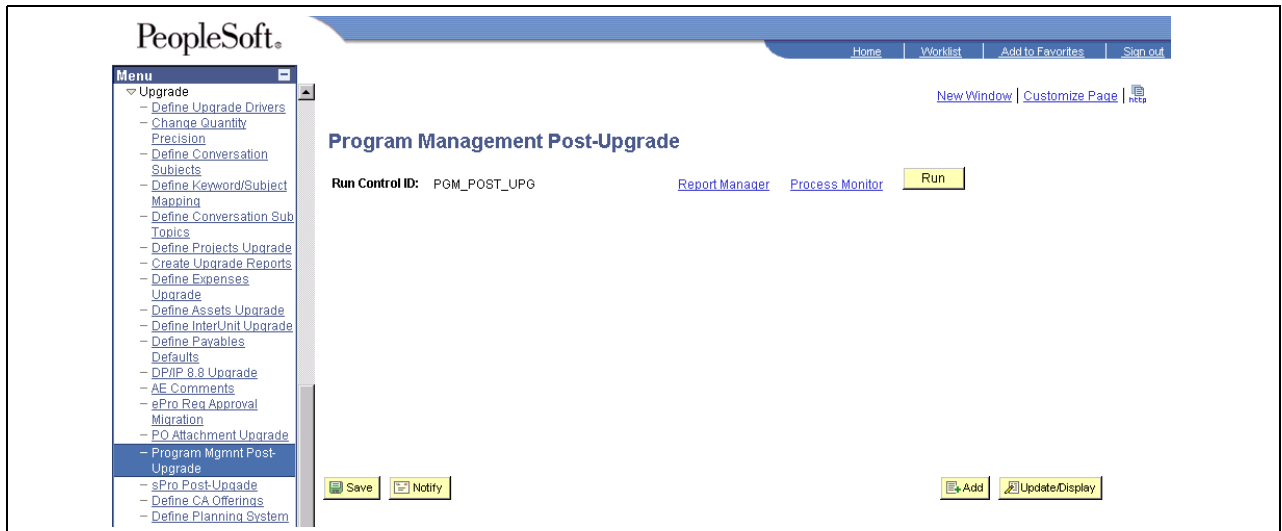 PeopleSoft®
Home | Worklist | Add to Favorites | Sign out
Menu
Upgrade
– Define Upgrade Drivers
– Change Quantity
Precision
– Define Conversation
Subjects
– Define Keyword/Subject
Mapping
– Define Conversation Sub
Topics
– Define Projects Upgrade
– Create Upgrade Reports
– Define Expenses
Upgrade
– Define Assets Upgrade
– Define InterUnit Upgrade
– Define Payables
Defaults
– DP/IP 8.8 Upgrade
– AE Comments
– ePro Req Approval
Migration
– PO Attachment Upgrade
– Program Mgmnt Post-
Upgrade
– sPro Post-Upgade
– Define CA Offerings
– Define Planning System
New Window | Customize Page | http
Program Management Post-Upgrade
Run Control ID: PGM_POST_UPG Report Manager Process Monitor Run
Save Notify Add Update/Display